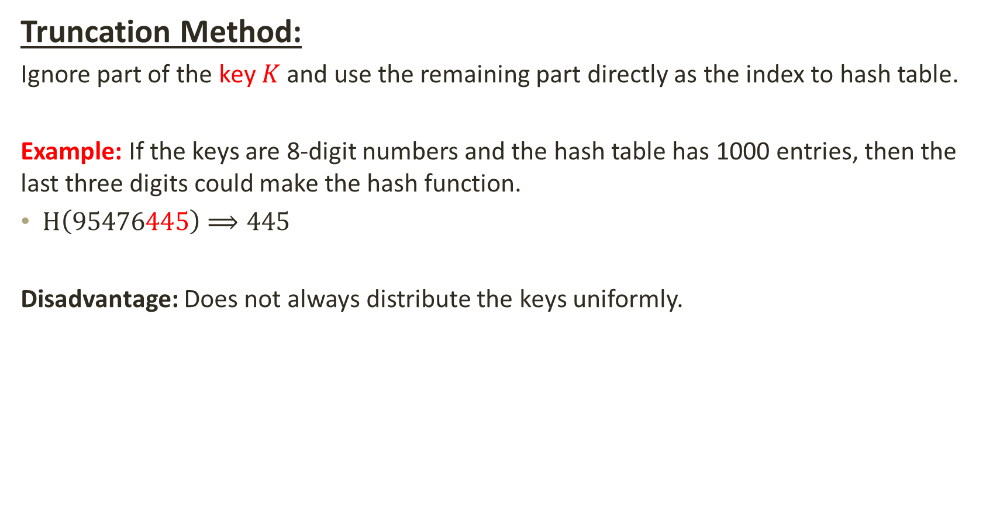 Truncation Method:
Ignore part of the key K and use the remaining part directly as the index to hash table.
Example: If the keys are 8-digit numbers and the hash table has 1000 entries, then the
last three digits could make the hash function.
• H(95476445) ⟹ 445
Disadvantage: Does not always distribute the keys uniformly.